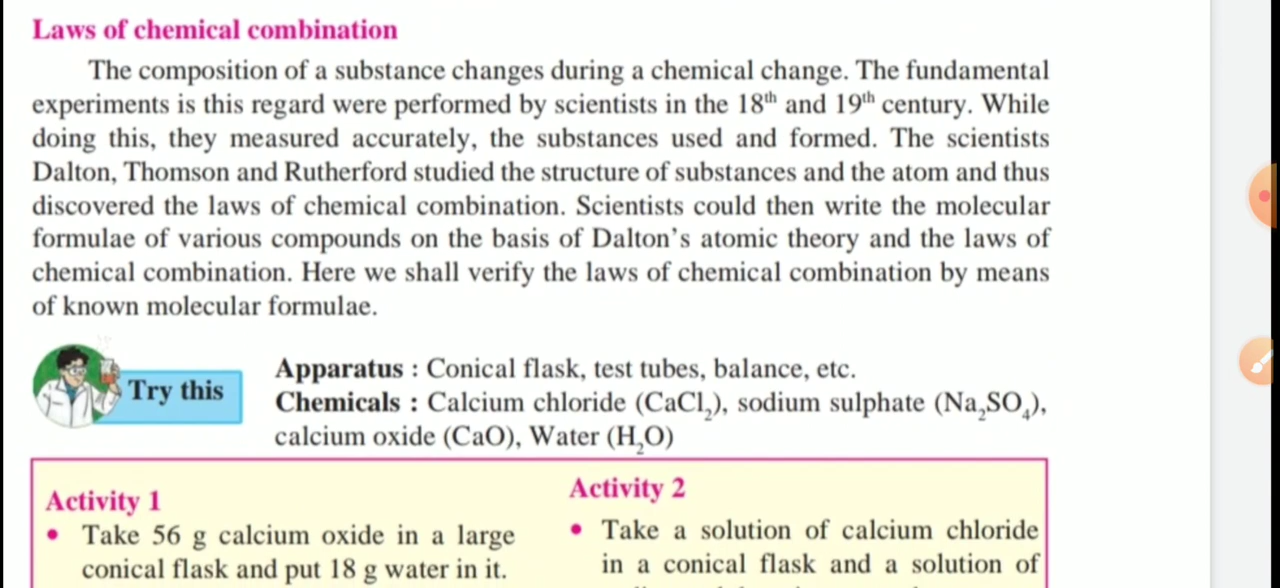 Laws of chemical combination
The composition of a substance changes during a chemical change. The fundamental
experiments is this regard were performed by scientists in the 18th and 19th century. While
doing this, they measured accurately, the substances used and formed. The scientists
Dalton, Thomson and Rutherford studied the structure of substances and the atom and thus
discovered the laws of chemical combination. Scientists could then write the molecular
formulae of various compounds on the basis of Dalton's atomic theory and the laws of
chemical combination. Here we shall verify the laws of chemical combination by means
of known molecular formulae.
Try this
Apparatus : Conical flask, test tubes, balance, etc.
Chemicals : Calcium chloride (CaCl₂), sodium sulphate (Na₂SO₄),
calcium oxide (CaO), Water (H₂O)
Activity 1
• Take 56 g calcium oxide in a large
conical flask and put 18 g water in it.
Activity 2
• Take a solution of calcium chloride
in a conical flask and a solution of